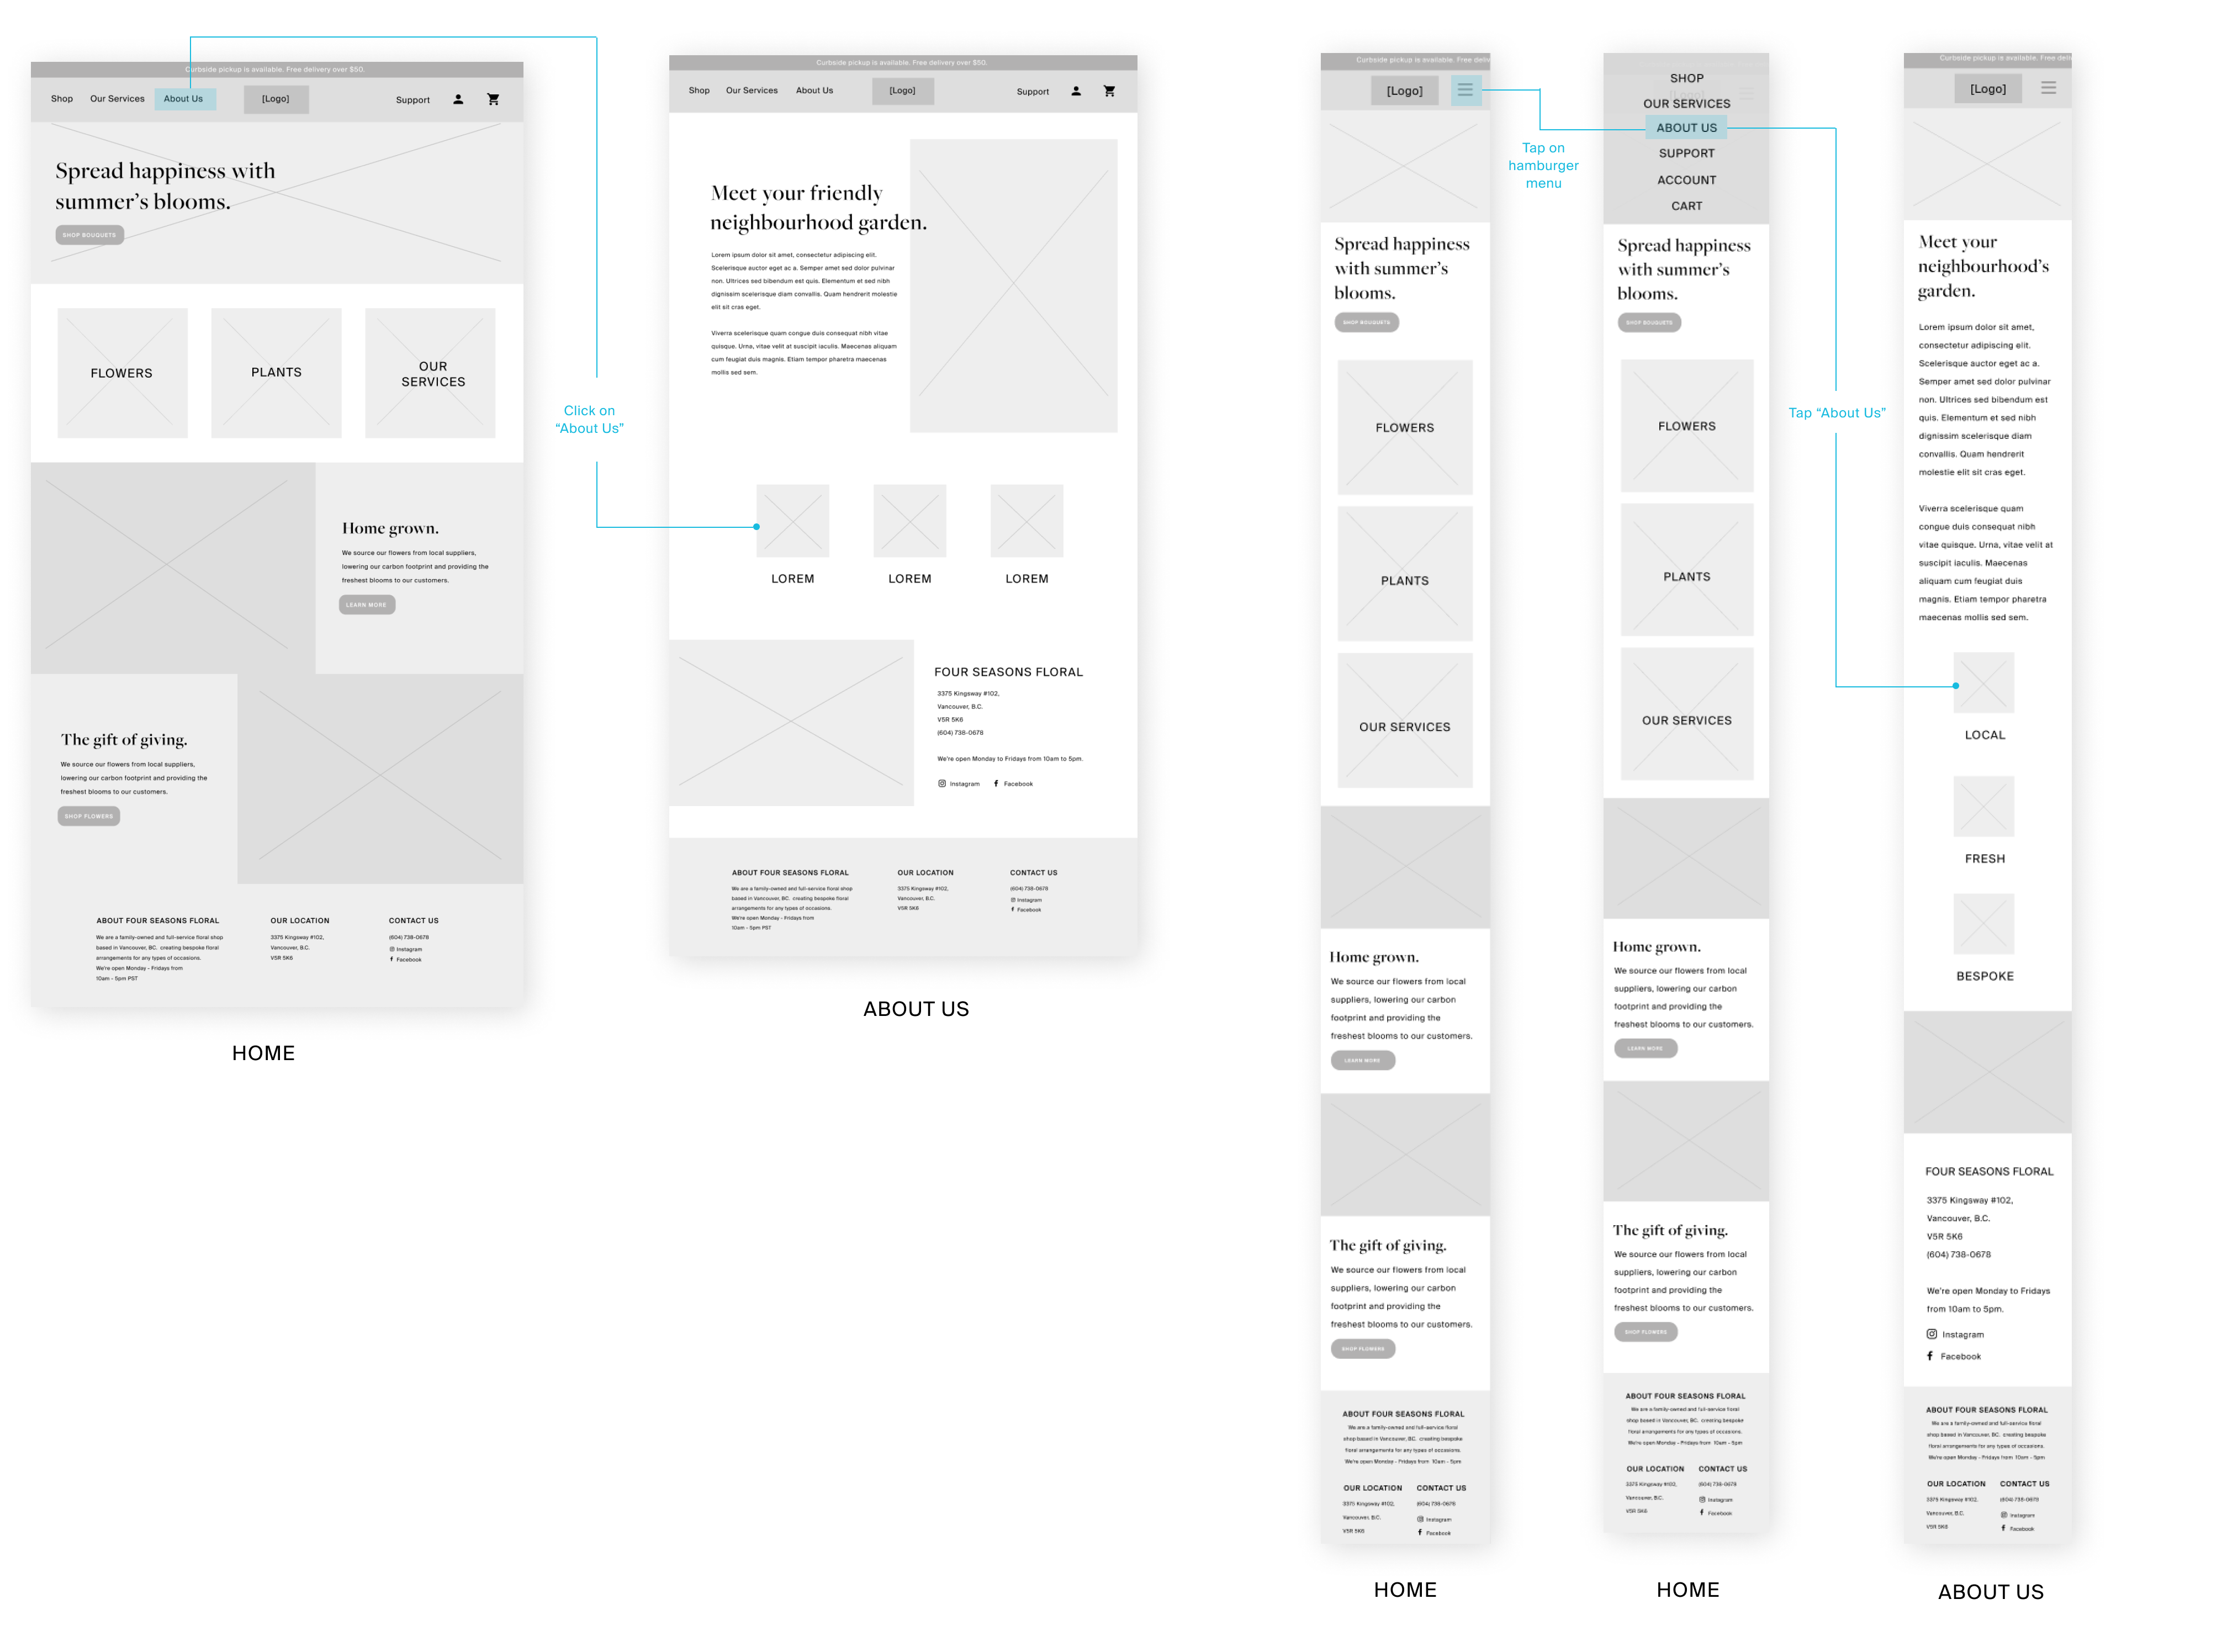 Curbside pickup is available. Free delivery over $50.
Shop Our Services About Us [Logo] Support
Spread happiness with
summer's blooms.
SHOP BOUQUETS
FLOWERS
PLANTS
OUR
SERVICES
Home grown.
We source our flowers from local suppliers,
lowering our carbon footprint and providing the
freshest blooms to our customers.
LEARN MORE
The gift of giving.
We source our flowers from local suppliers,
lowering our carbon footprint and providing the
freshest blooms to our customers.
SHOP FLOWERS
ABOUT FOUR SEASONS FLORAL
We are a family-owned and full-service floral shop
based in Vancouver, BC. creating bespoke floral
arrangements for any types of occasions.
We're open Monday - Fridays from
10am - 5pm PST
OUR LOCATION
3375 Kingsway #102,
Vancouver, B.C.
V5R 5K6
CONTACT US
(604) 738-0678
Instagram
Facebook
HOME
Click on
"About Us"
Curbside pickup is available. Free delivery over $50.
Shop Our Services About Us [Logo] Support
Meet your friendly
neighbourhood garden.
Lorem ipsum dolor sit amet, consectetur adipiscing elit.
Scelerisque auctor eget ac a. Semper amet sed dolor pulvinar
non. Ultrices sed bibendum est quis. Elementum et sed nibh
dignissim scelerisque diam convallis. Quam hendrerit molestie
elit sit cras eget.
Viverra scelerisque quam congue duis consequat nibh vitae
quisque. Urna, vitae velit at suscipit iaculis. Maecenas aliquam
cum feugiat duis magnis. Etiam tempor pharetra maecenas
mollis sed sem.
LOREM
LOREM
LOREM
FOUR SEASONS FLORAL
3375 Kingsway #102,
Vancouver, B.C.
V5R 5K6
(604) 738-0678
We're open Monday to Fridays from 10am to 5pm.
Instagram Facebook
ABOUT FOUR SEASONS FLORAL
We are a family-owned and full-service floral shop
based in Vancouver, BC. creating bespoke floral
arrangements for any types of occasions.
We're open Monday - Fridays from
10am - 5pm PST
OUR LOCATION
3375 Kingsway #102,
Vancouver, B.C.
V5R 5K6
CONTACT US
(604) 738-0678
Instagram
Facebook
ABOUT US
Curbside pickup is available. Free deliv
[Logo]
Spread happiness
with summer's
blooms.
SHOP BOUQUETS
FLOWERS
PLANTS
OUR SERVICES
Home grown.
We source our flowers from local
suppliers, lowering our carbon
footprint and providing the
freshest blooms to our customers.
LEARN MORE
The gift of giving.
We source our flowers from local
suppliers, lowering our carbon
footprint and providing the
freshest blooms to our customers.
SHOP FLOWERS
ABOUT FOUR SEASONS FLORAL
We are a family-owned and full-service floral
shop based in Vancouver, BC. creating bespoke
floral arrangements for any types of occasions.
We're open Monday - Fridays from 10am - 5pm
OUR LOCATION
3375 Kingsway #102,
Vancouver, B.C.
V5R 5K6
CONTACT US
(604) 738-0678
Instagram
Facebook
HOME
Tap on
hamburger
menu
SHOP
[Logo]
OUR SERVICES
ABOUT US
SUPPORT
ACCOUNT
CART
Spread happiness
with summer's
blooms.
SHOP BOUQUETS
FLOWERS
PLANTS
OUR SERVICES
Home grown.
We source our flowers from local
suppliers, lowering our carbon
footprint and providing the
freshest blooms to our customers.
LEARN MORE
The gift of giving.
We source our flowers from local
suppliers, lowering our carbon
footprint and providing the
freshest blooms to our customers.
SHOP FLOWERS
ABOUT FOUR SEASONS FLORAL
We are a family-owned and full-service floral
shop based in Vancouver, BC. creating bespoke
floral arrangements for any types of occasions.
We're open Monday - Fridays from 10am - 5pm
OUR LOCATION
3375 Kingsway #102,
Vancouver, B.C.
V5R 5K6
CONTACT US
(604) 738-0678
Instagram
Facebook
HOME
Tap "About Us"
Curbside pickup is available. Free deli
[Logo]
Meet your
neighbourhood's
garden.
Lorem ipsum dolor sit amet,
consectetur adipiscing elit.
Scelerisque auctor eget ac a.
Semper amet sed dolor pulvinar
non. Ultrices sed bibendum est
quis. Elementum et sed nibh
dignissim scelerisque diam
convallis. Quam hendrerit
molestie elit sit cras eget.
Viverra scelerisque quam
congue duis consequat nibh
vitae quisque. Urna, vitae velit at
suscipit iaculis. Maecenas
aliquam cum feugiat duis
magnis. Etiam tempor pharetra
maecenas mollis sed sem.
LOCAL
FRESH
BESPOKE
FOUR SEASONS FLORAL
3375 Kingsway #102,
Vancouver, B.C.
V5R 5K6
(604) 738-0678
We're open Monday to Fridays
from 10am to 5pm.
Instagram
Facebook
ABOUT FOUR SEASONS FLORAL
We are a family-owned and full-service floral
shop based in Vancouver, BC. creating bespoke
floral arrangements for any types of occasions.
We're open Monday - Fridays from 10am - 5pm
OUR LOCATION
3375 Kingsway #102,
Vancouver, B.C.
V5R 5K6
CONTACT US
(604) 738-0678
Instagram
Facebook
ABOUT US